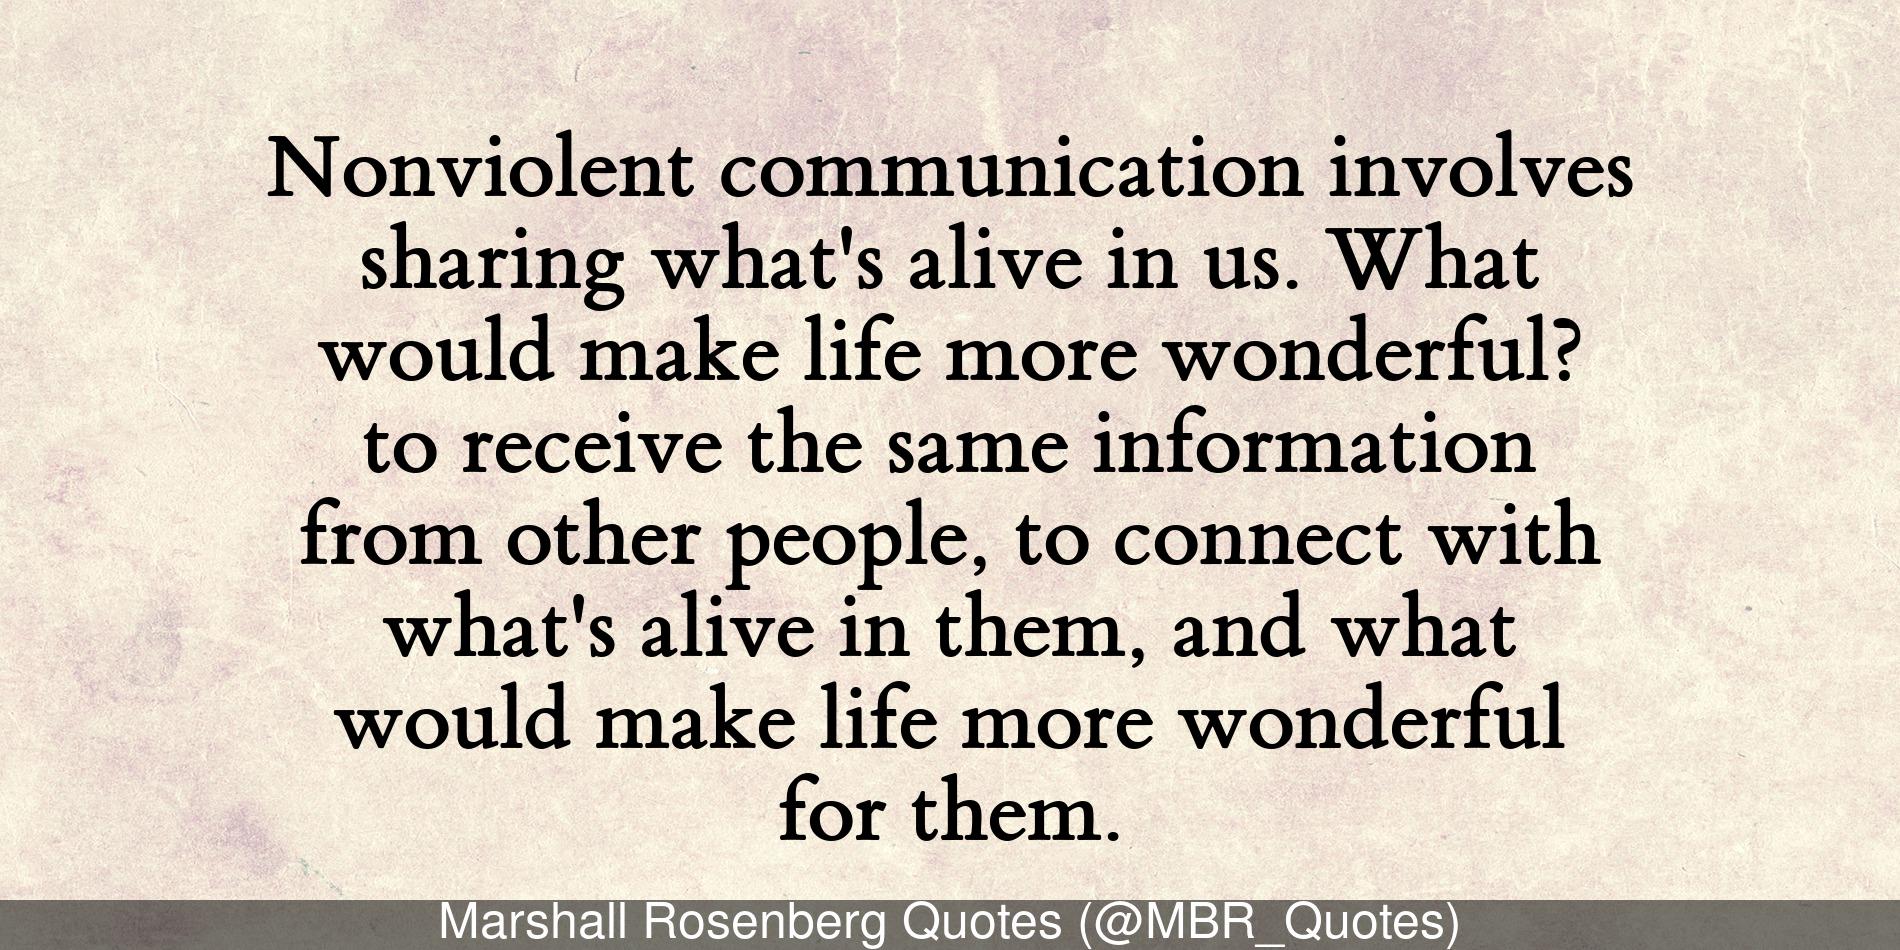 Nonviolent communication involves
sharing what's alive in us. What
would make life more wonderful?
to receive the same information
from other people, to connect with
what's alive in them, and what
would make life more wonderful
for them.
Marshall Rosenberg Quotes (@MBR_Quotes)